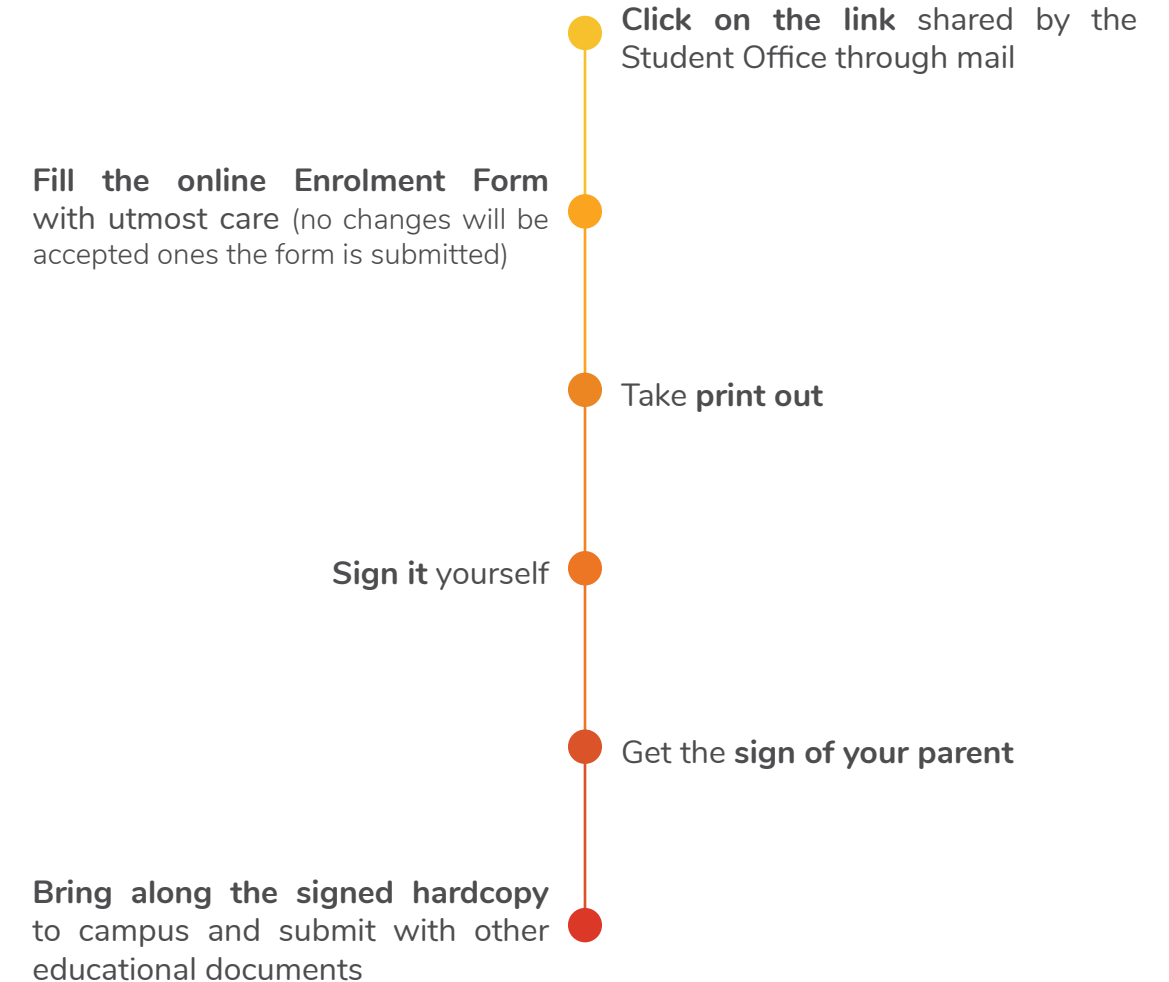 Click on the link shared by the
Student Office through mail
Fill the online Enrolment Form
with utmost care (no changes will be
accepted ones the form is submitted)
Take print out
Sign it yourself
Get the sign of your parent
Bring along the signed hardcopy
to campus and submit with other
educational documents